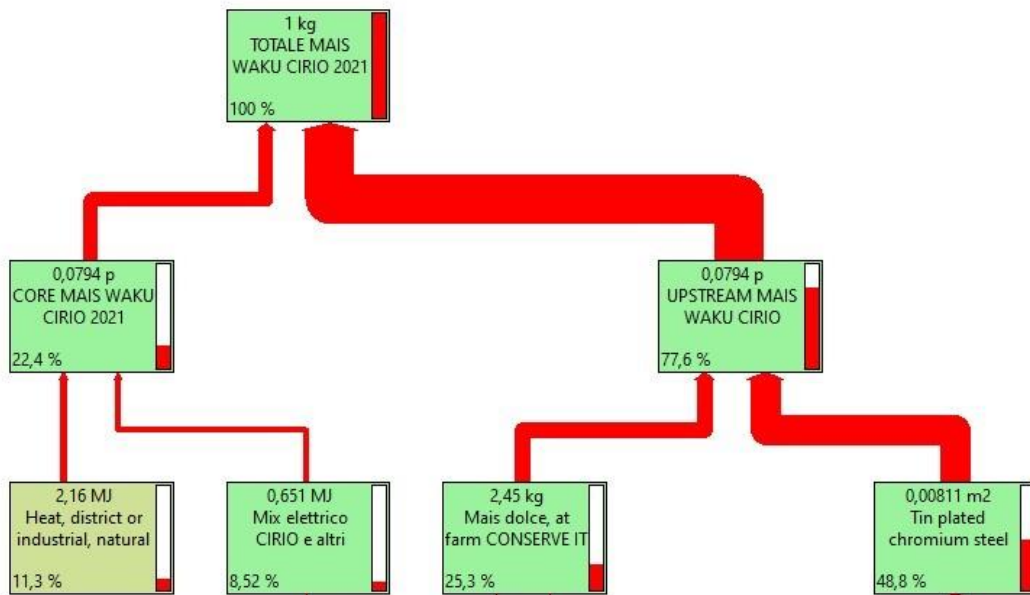 1 kg
TOTALE MAIS
WAKU CIRIO 2021
100 %
0,0794 p
CORE MAIS WAKU
CIRIO 2021
22,4 %
0,0794 p
UPSTREAM MAIS
WAKU CIRIO
77,6 %
2,16 MJ
Heat, district or
industrial, natural
11,3 %
0,651 MJ
Mix elettrico
CIRIO e altri
8,52 %
2,45 kg
Mais dolce, at
farm CONSERVE IT
25,3 %
0,00811 m2
Tin plated
chromium steel
48,8 %